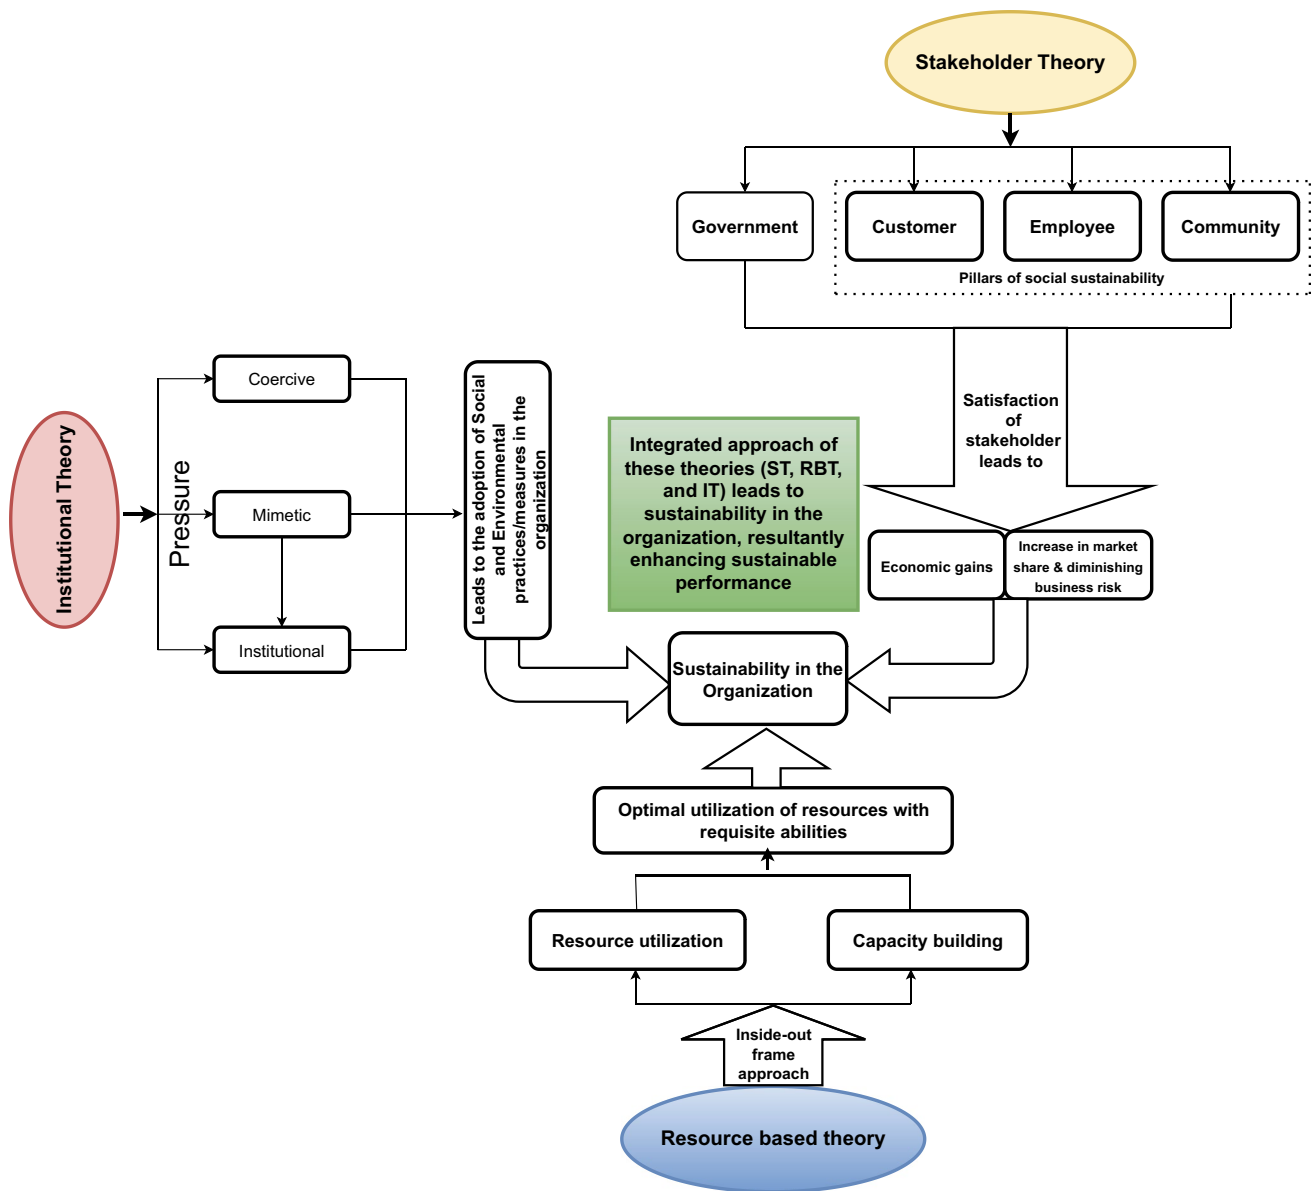 Stakeholder Theory
Government
Customer
Employee
Community
Pillars of social sustainability
Satisfaction
of
stakeholder
leads to
Economic gains
Increase in market
share & diminishing
business risk
Institutional Theory
Pressure
Coercive
Mimetic
Institutional
Leads to the adoption of Social
and Environmental
practices/measures in the
organization
Integrated approach of
these theories (ST, RBT,
and IT) leads to
sustainability in the
organization, resultantly
enhancing sustainable
performance
Sustainability in the
Organization
Optimal utilization of resources with
requisite abilities
Resource utilization
Capacity building
Inside-out
frame
approach
Resource based theory